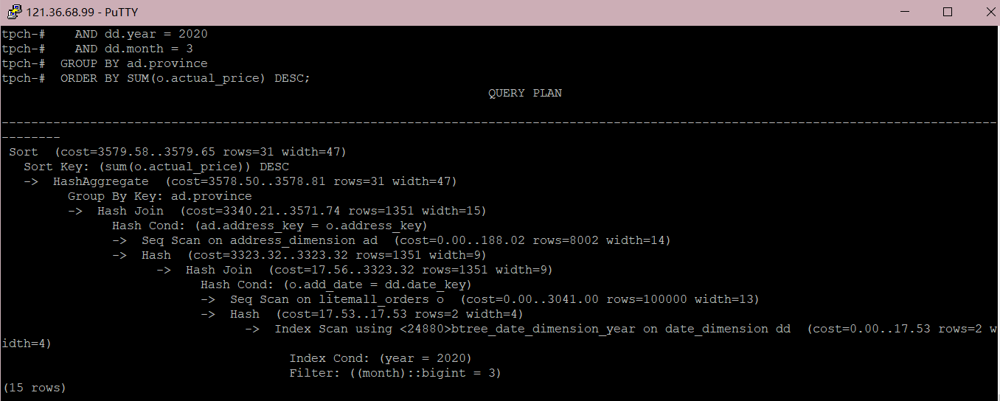 121.36.68.99 - PuTTY
tpch-#    AND dd.year = 2020
tpch-#    AND dd.month = 3
tpch-#  GROUP BY ad.province
tpch-#  ORDER BY SUM(o.actual_price) DESC;
QUERY PLAN
---------------------------------------------------------------------------------------------------------------------------------------
--------
Sort  (cost=3579.58..3579.65 rows=31 width=47)
Sort Key: (sum(o.actual_price)) DESC
->  HashAggregate  (cost=3578.50..3578.81 rows=31 width=47)
Group By Key: ad.province
->  Hash Join  (cost=3340.21..3571.74 rows=1351 width=15)
Hash Cond: (ad.address_key = o.address_key)
->  Seq Scan on address_dimension ad  (cost=0.00..188.02 rows=8002 width=14)
->  Hash  (cost=3323.32..3323.32 rows=1351 width=9)
->  Hash Join  (cost=17.56..3323.32 rows=1351 width=9)
Hash Cond: (o.add_date = dd.date_key)
->  Seq Scan on litemall_orders o  (cost=0.00..3041.00 rows=100000 width=13)
->  Hash  (cost=17.53..17.53 rows=2 width=4)
->  Index Scan using <24880>btree_date_dimension_year on date_dimension dd  (cost=0.00..17.53 rows=2 w
idth=4)
Index Cond: (year = 2020)
Filter: ((month)::bigint = 3)
(15 rows)